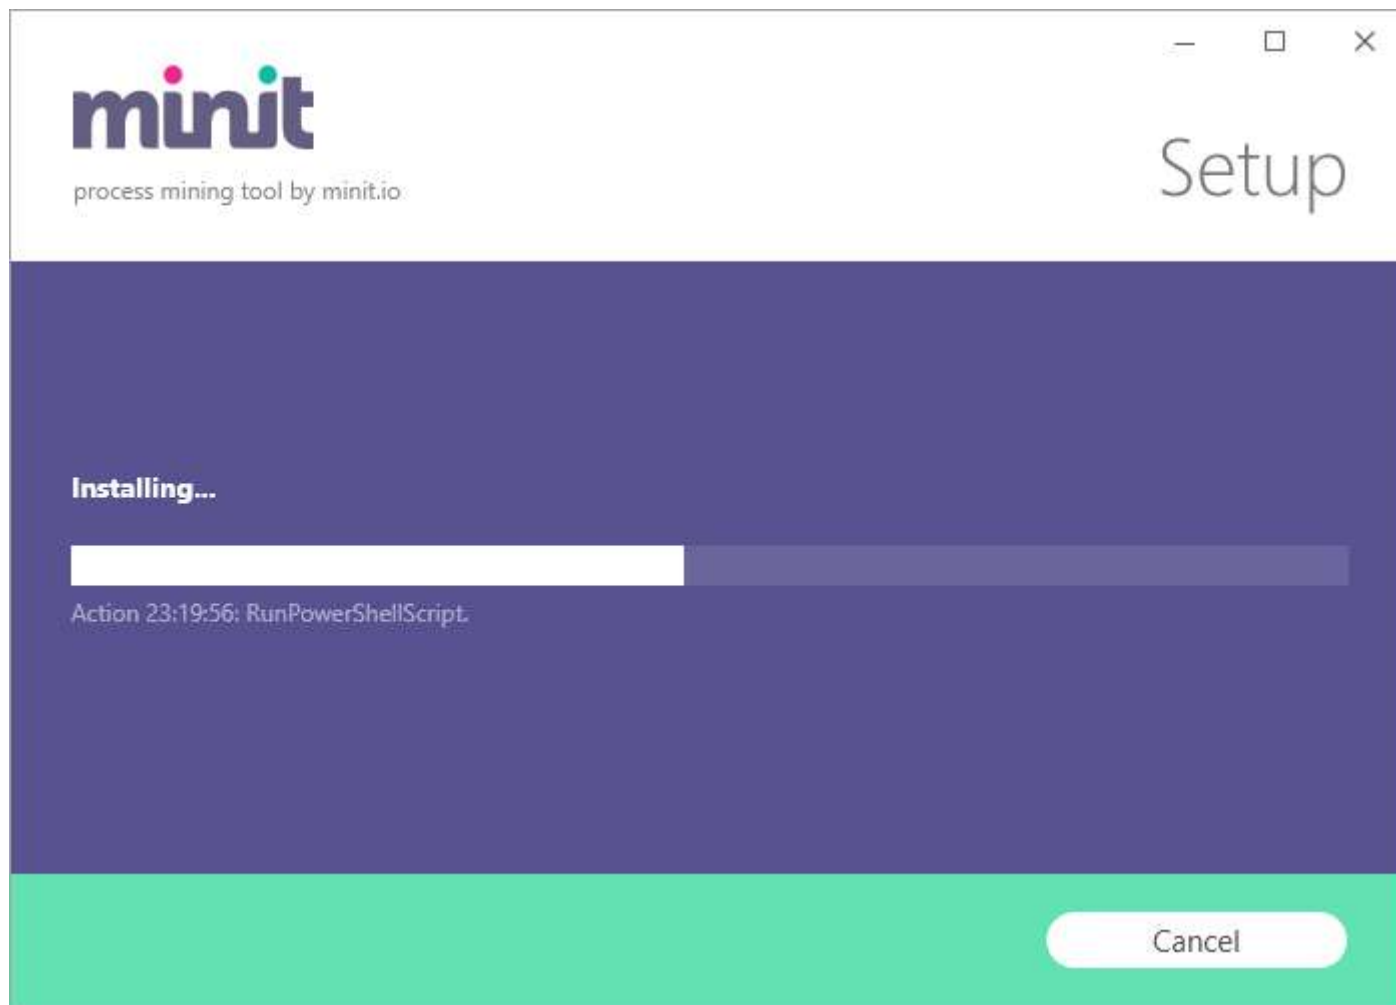 minit
process mining tool by minit.io
Setup
Installing...
Action 23:19:56: RunPowerShellScript.
Cancel